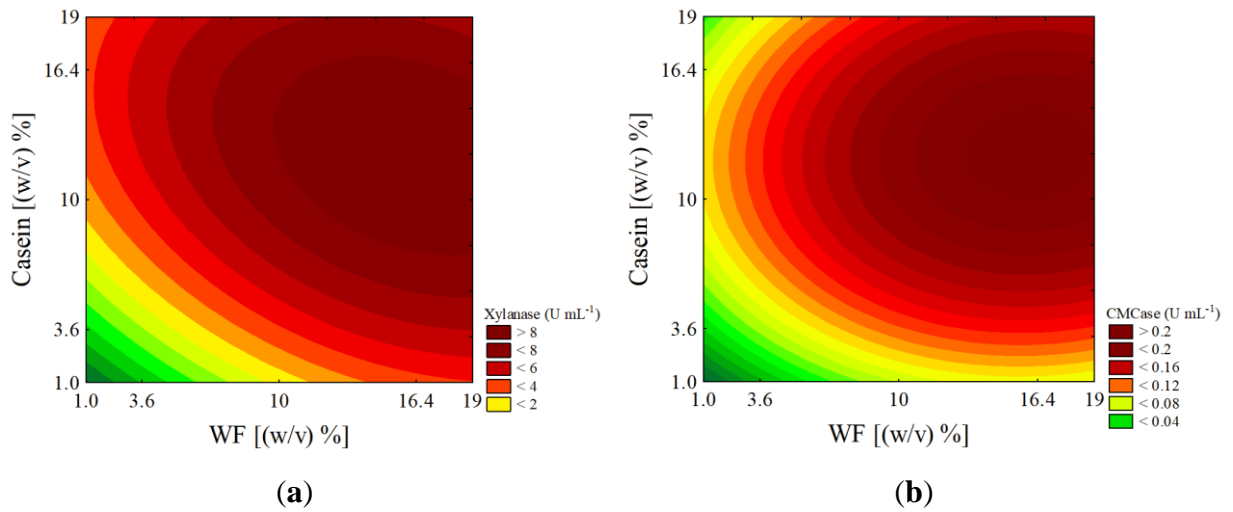 19
16.4
10
3.6
1.0
Casein [(w/v) %]
1.0 3.6 10 16.4 19
WF [(w/v) %]
Xylanase (U mL⁻¹)
> 8
< 8
< 6
< 4
< 2
(a)
19
16.4
10
3.6
1.0
Casein [(w/v) %]
1.0 3.6 10 16.4 19
WF [(w/v) %]
CMCase (U mL⁻¹)
> 0.2
< 0.2
< 0.16
< 0.12
< 0.08
< 0.04
(b)